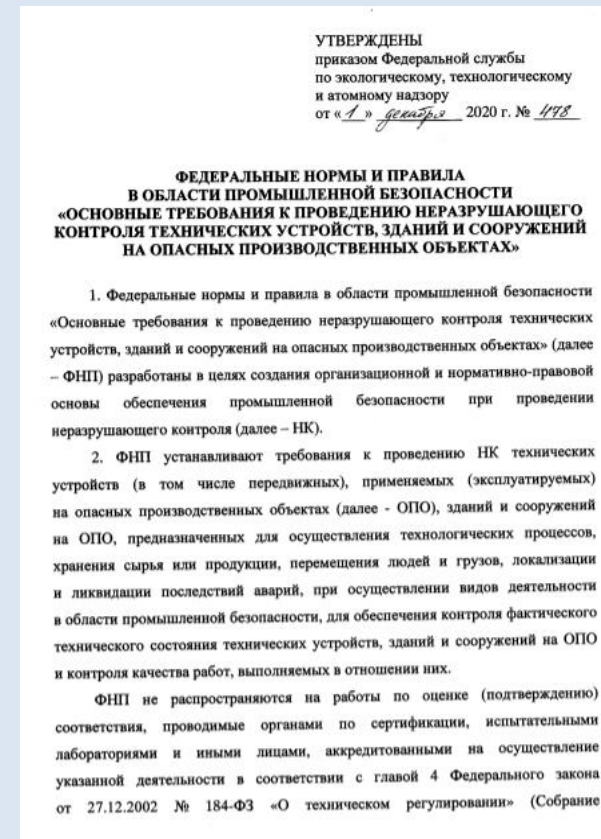 УТВЕРЖДЕНЫ
приказом Федеральной службы
по экологическому, технологическому
и атомному надзору
от « 1 » декабря 2020 г. № 478
ФЕДЕРАЛЬНЫЕ НОРМЫ И ПРАВИЛА
В ОБЛАСТИ ПРОМЫШЛЕННОЙ БЕЗОПАСНОСТИ
«ОСНОВНЫЕ ТРЕБОВАНИЯ К ПРОВЕДЕНИЮ НЕРАЗРУШАЮЩЕГО
КОНТРОЛЯ ТЕХНИЧЕСКИХ УСТРОЙСТВ, ЗДАНИЙ И СООРУЖЕНИЙ
НА ОПАСНЫХ ПРОИЗВОДСТВЕННЫХ ОБЪЕКТАХ»
1. Федеральные нормы и правила в области промышленной безопасности
«Основные требования к проведению неразрушающего контроля технических
устройств, зданий и сооружений на опасных производственных объектах» (далее
– ФНП) разработаны в целях создания организационной и нормативно-правовой
основы обеспечения промышленной безопасности при проведении
неразрушающего контроля (далее – НК).
2. ФНП устанавливают требования к проведению НК технических
устройств (в том числе передвижных), применяемых (эксплуатируемых)
на опасных производственных объектах (далее - ОПО), зданий и сооружений
на ОПО, предназначенных для осуществления технологических процессов,
хранения сырья или продукции, перемещения людей и грузов, локализации
и ликвидации последствий аварий, при осуществлении видов деятельности
в области промышленной безопасности, для обеспечения контроля фактического
технического состояния технических устройств, зданий и сооружений на ОПО
и контроля качества работ, выполняемых в отношении них.
ФНП не распространяются на работы по оценке (подтверждению)
соответствия, проводимые органами по сертификации, испытательными
лабораториями и иными лицами, аккредитованными на осуществление
указанной деятельности в соответствии с главой 4 Федерального закона
от 27.12.2002 № 184-ФЗ «О техническом регулировании» (Собрание